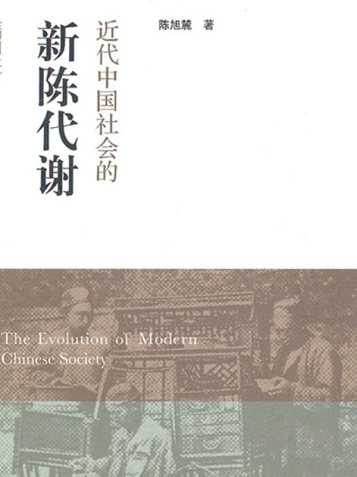 陈旭麓 著
近代中国社会的
新陈代谢
The Evolution of Modern
Chinese Society